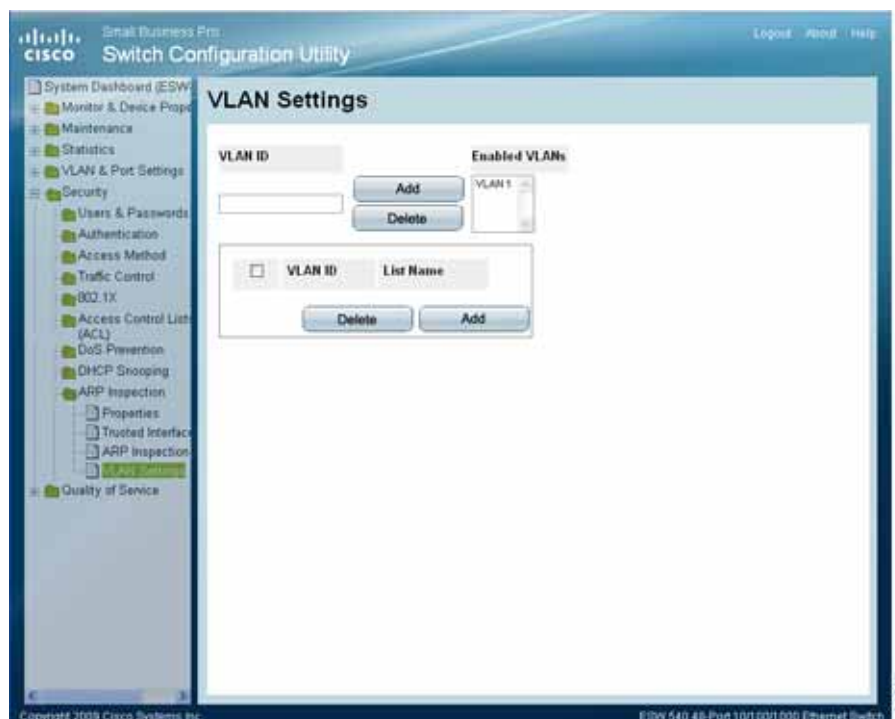 Small Business Pro
cisco Switch Configuration Utility
Logout About Help
System Dashboard (ESW
Monitor & Device Prope
Maintenance
Statistics
VLAN & Port Settings
Security
Users & Passwords
Authentication
Access Method
Traffic Control
802.1X
Access Control Lists
(ACL)
DoS Prevention
DHCP Snooping
ARP Inspection
Properties
Trusted Interface
ARP Inspection
VLAN Settings
Quality of Service
VLAN Settings
VLAN ID
Enabled VLANs
Add
VLAN 1
Delete
VLAN ID List Name
Delete Add
Copyright 2009 Cisco Systems Inc
ESW 540 48-Port 10/100/1000 Ethernet Switch